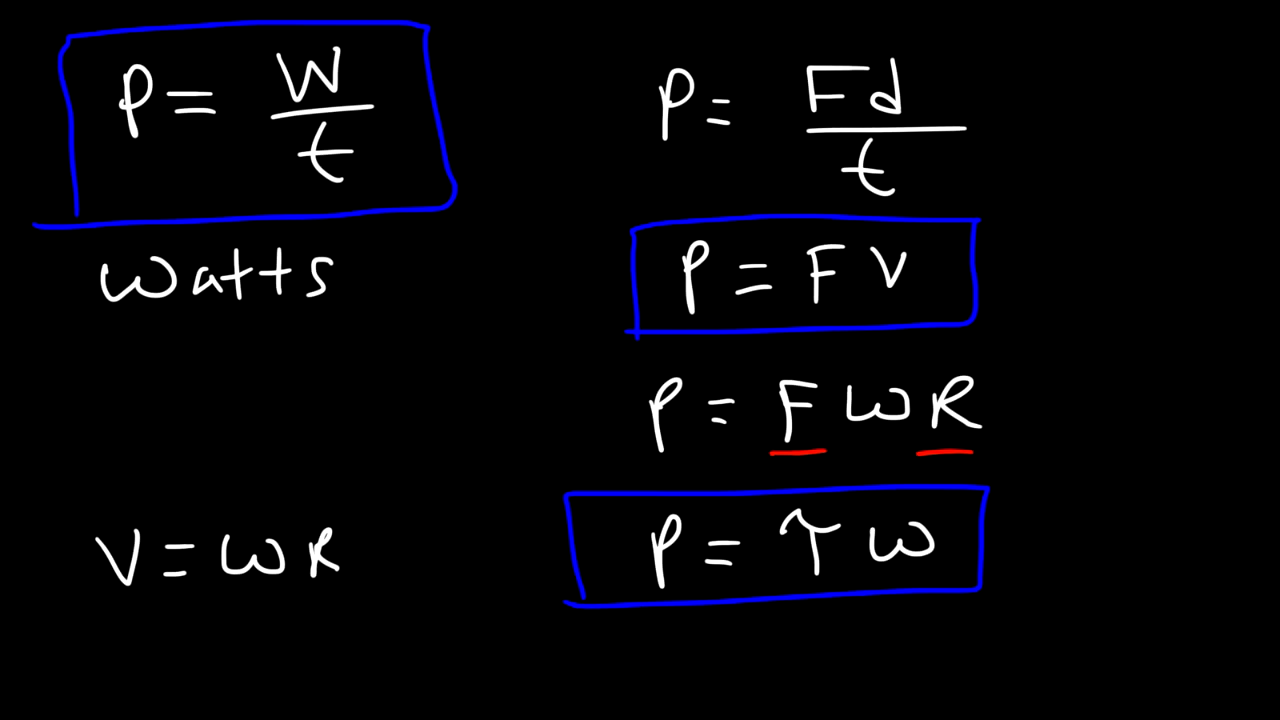 P = W/t
Watts
V = ωR
P = Fd/t
P = FV
P = FωR
P = τω